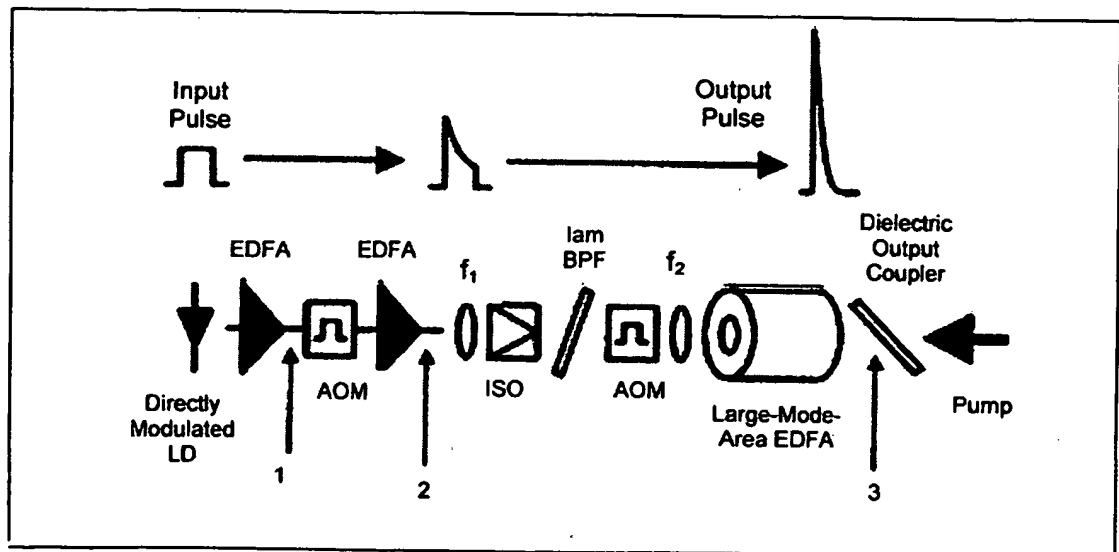 Input
Pulse
Output
Pulse
EDFA
EDFA
f₁
Iam
BPF
f₂
Dielectric
Output
Coupler
Directly
Modulated
LD
AOM
ISO
AOM
Large-Mode-
Area EDFA
Pump
1
2
3